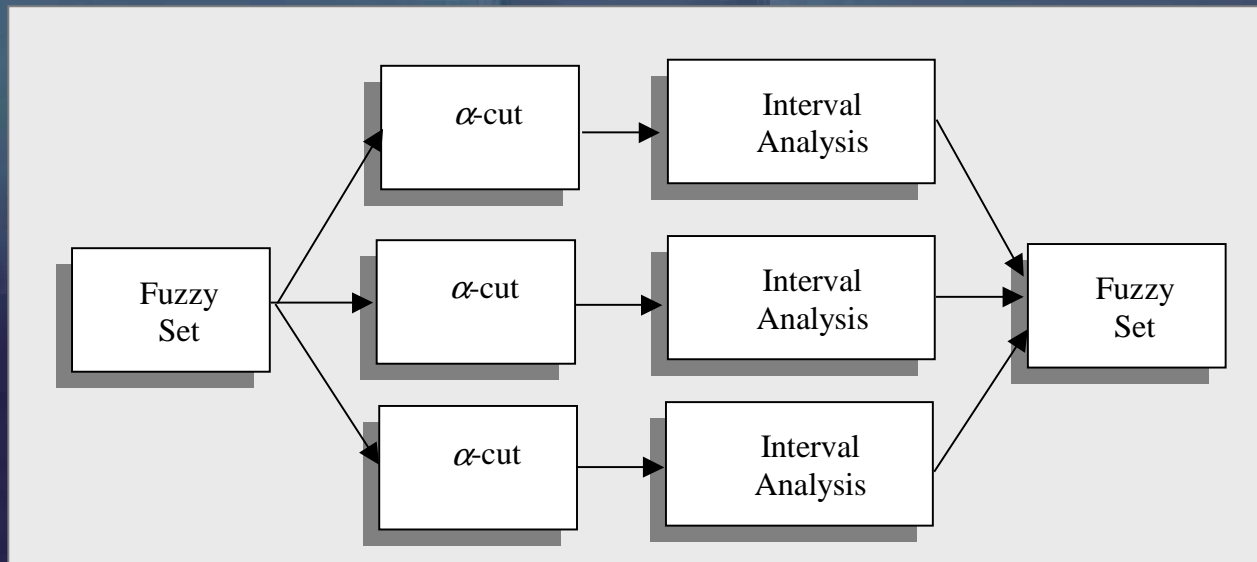 α-cut
Interval
Analysis
Fuzzy
Set
α-cut
Interval
Analysis
Fuzzy
Set
α-cut
Interval
Analysis